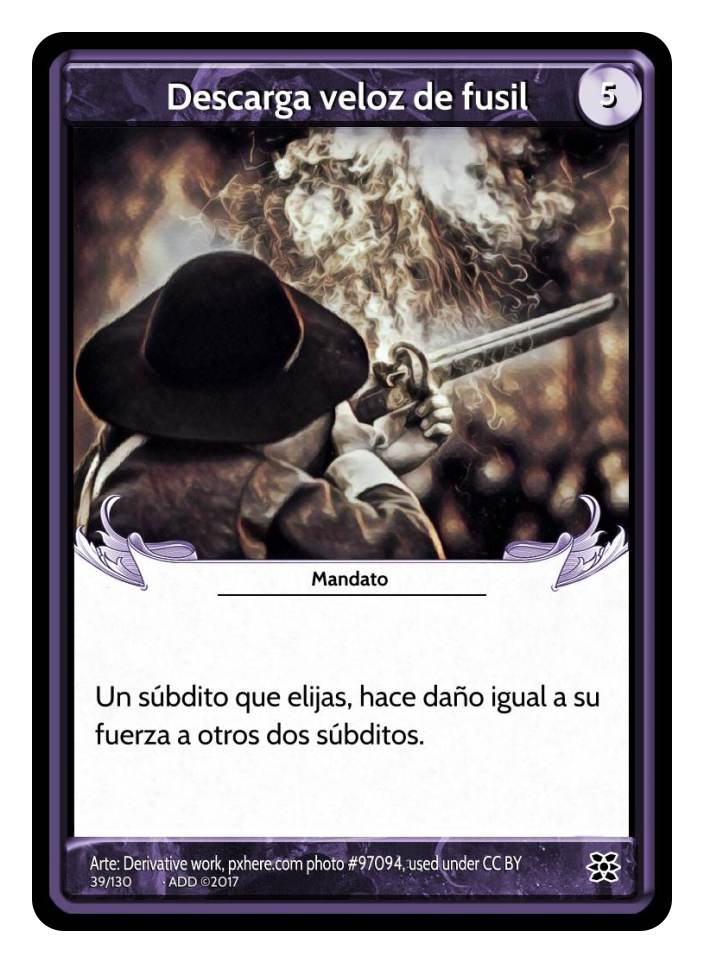 Descarga veloz de fusil
5
Mandato
Un súbdito que elijas, hace daño igual a su
fuerza a otros dos súbditos.
Arte: Derivative work, pxhere.com photo #97094, used under CC BY
39/130 · ADD ©2017